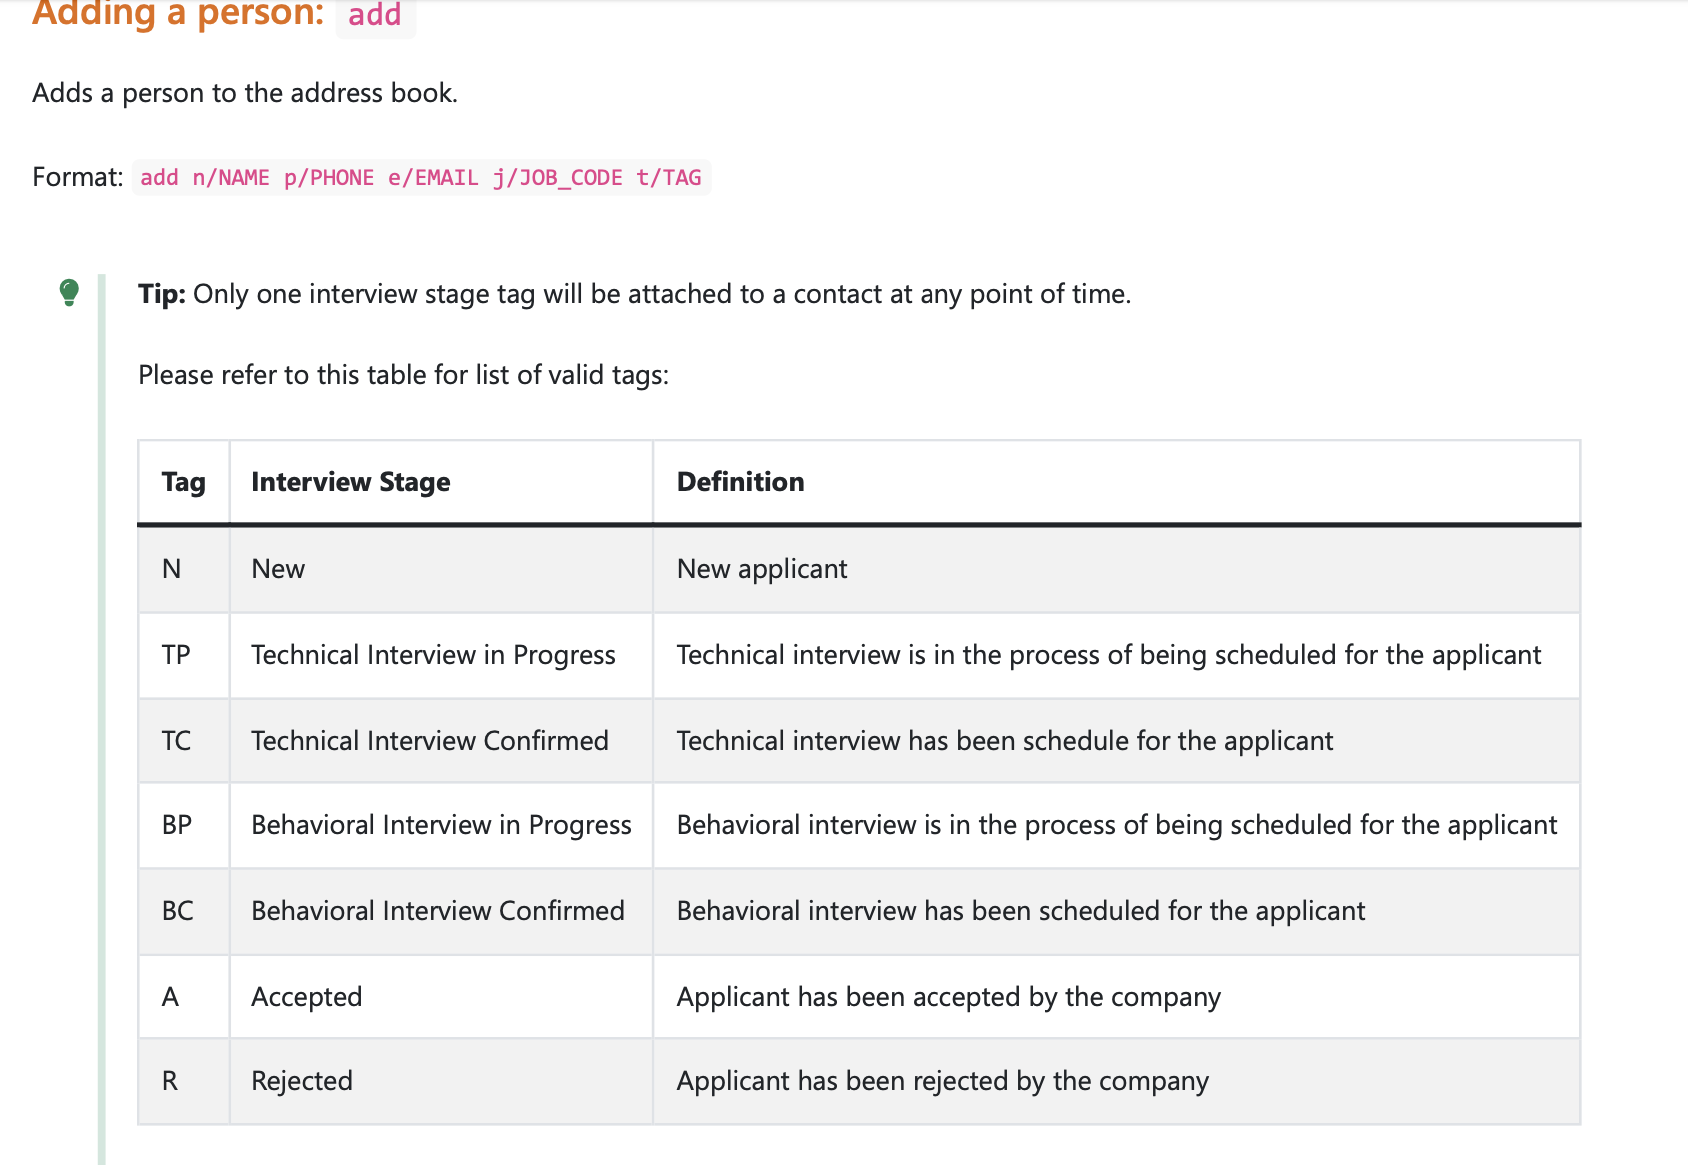 Adding a person: add
Adds a person to the address book.
Format: add n/NAME p/PHONE e/EMAIL j/JOB_CODE t/TAG
Tip: Only one interview stage tag will be attached to a contact at any point of time.
Please refer to this table for list of valid tags:
Tag Interview Stage Definition
N New New applicant
TP Technical Interview in Progress Technical interview is in the process of being scheduled for the applicant
TC Technical Interview Confirmed Technical interview has been schedule for the applicant
BP Behavioral Interview in Progress Behavioral interview is in the process of being scheduled for the applicant
BC Behavioral Interview Confirmed Behavioral interview has been scheduled for the applicant
A Accepted Applicant has been accepted by the company
R Rejected Applicant has been rejected by the company